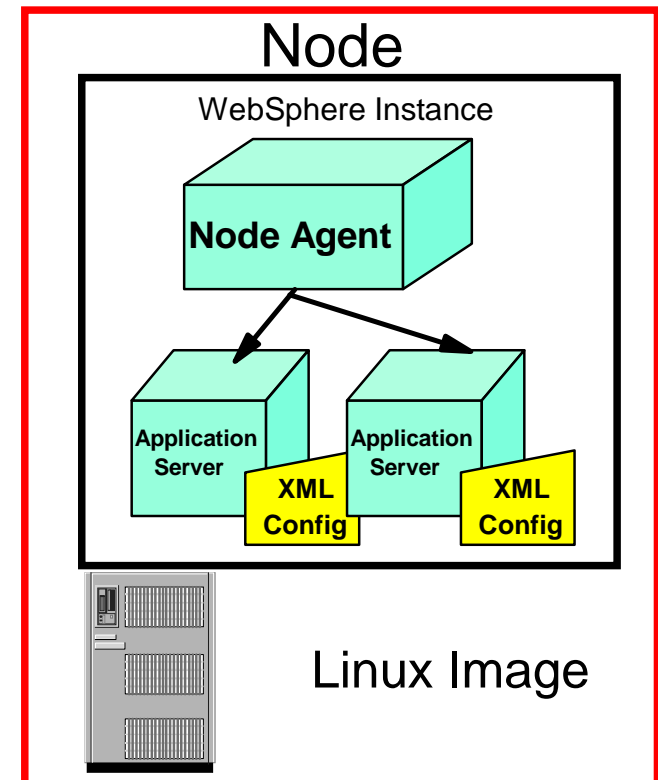 Node
WebSphere Instance
Node Agent
Application
Server
XML
Config
Application
Server
XML
Config
Linux Image